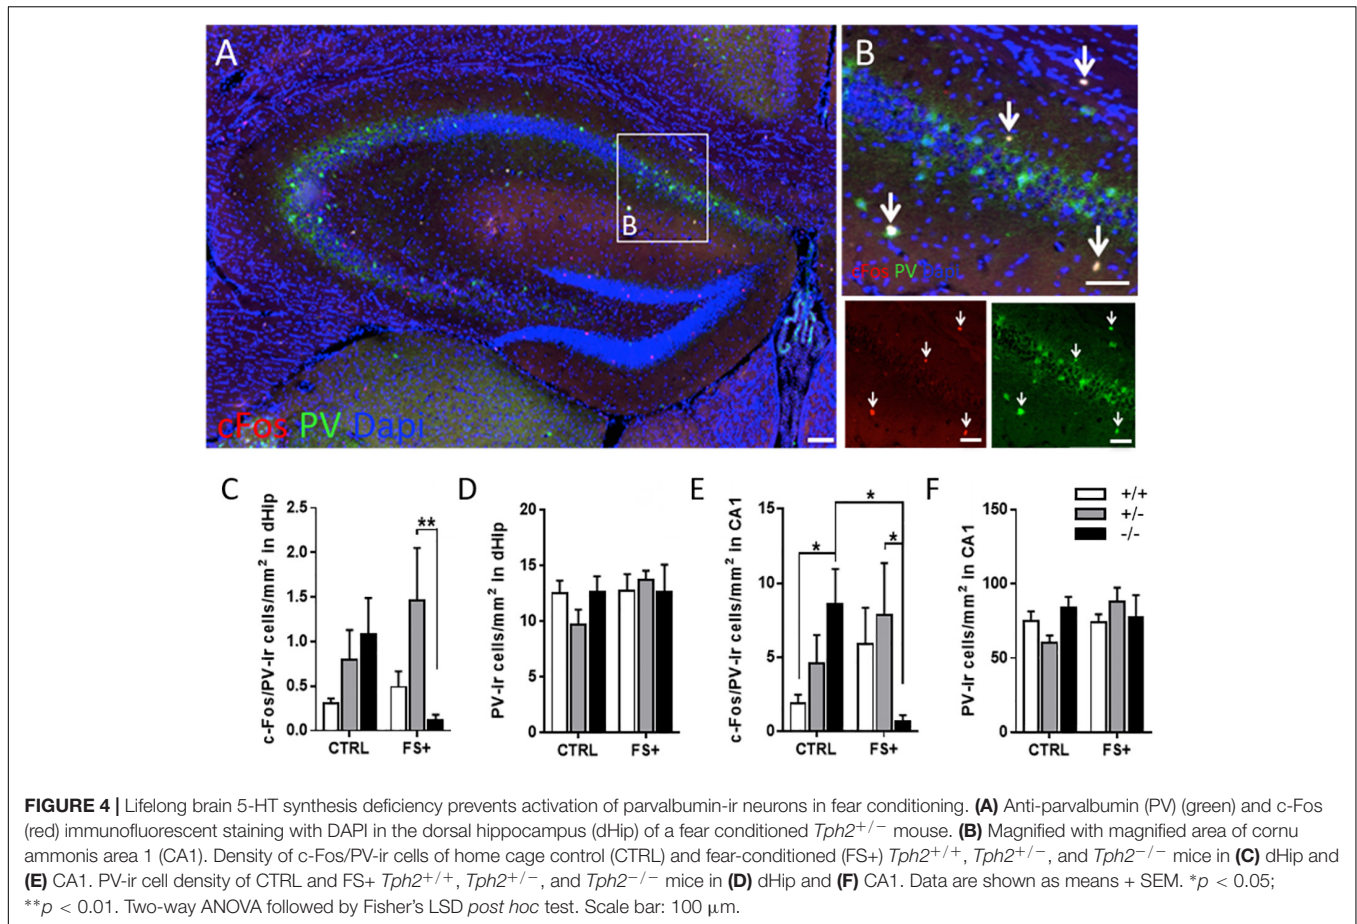 A
B
B
cFos PV Dapi
cFos PV Dapi
C
c-Fos/PV-ir cells/mm² in dHip
2.5
2.0
1.5
1.0
0.5
0.0
**
CTRL FS+
D
PV-ir cells/mm² in dHip
20
15
10
5
0
CTRL FS+
E
c-Fos/PV-ir cells/mm² in CA1
15
10
5
0
*
*
*
CTRL FS+
F
PV-ir cells/mm² in CA1
150
100
50
0
CTRL FS+
+/+
+/-
-/-
FIGURE 4 | Lifelong brain 5-HT synthesis deficiency prevents activation of parvalbumin-ir neurons in fear conditioning. (A) Anti-parvalbumin (PV) (green) and c-Fos
(red) immunofluorescent staining with DAPI in the dorsal hippocampus (dHip) of a fear conditioned Tph2+/− mouse. (B) Magnified with magnified area of cornu
ammonis area 1 (CA1). Density of c-Fos/PV-ir cells of home cage control (CTRL) and fear-conditioned (FS+) Tph2+/+, Tph2+/−, and Tph2−/− mice in (C) dHip and
(E) CA1. PV-ir cell density of CTRL and FS+ Tph2+/+, Tph2+/−, and Tph2−/− mice in (D) dHip and (F) CA1. Data are shown as means + SEM. *p < 0.05;
**p < 0.01. Two-way ANOVA followed by Fisher's LSD post hoc test. Scale bar: 100 μm.